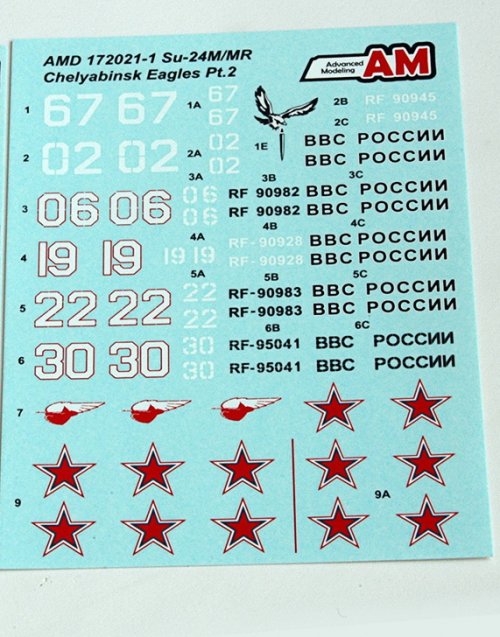 AMD 172021-1 Su-24M/MR
Chelyabinsk Eagles Pt.2
Advanced
Modeling
AM
1 67 67 1A 67 2B RF 90945
67 2C RF 90945
2 02 02 2A 02 1E ВВС РОССИИ
02 ВВС РОССИИ
3A 3B 3C
3 06 06 06 RF 90982 ВВС РОССИИ
06 RF 90982 ВВС РОССИИ
4A 4B 4C
4 19 19 19 19 RF-90928 ВВС РОССИИ
RF-90928 ВВС РОССИИ
5A 5B 5C
5 22 22 22 RF-90983 ВВС РОССИИ
22 RF-90983 ВВС РОССИИ
6B 6C
6 30 30 30 RF-95041 ВВС РОССИИ
30 RF-95041 ВВС РОССИИ
7
9 9A